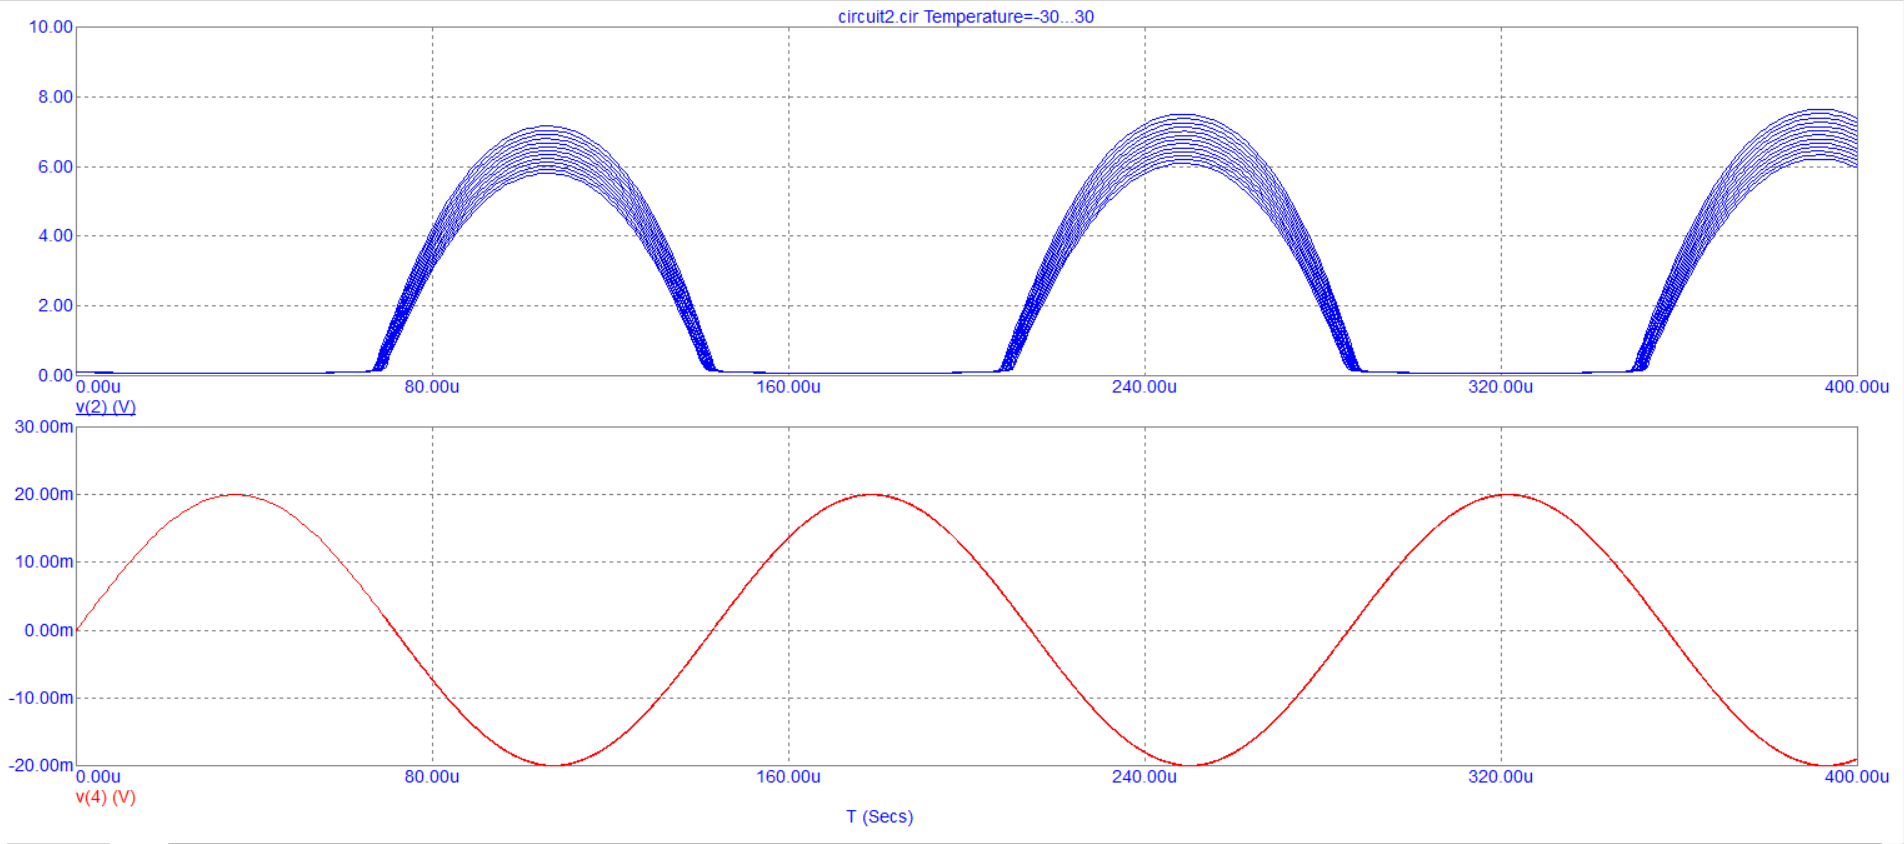 circuit2.cir Temperature=-30...30
10.00
8.00
6.00
4.00
2.00
0.00
0.00u 80.00u 160.00u 240.00u 320.00u 400.00u
v(2) (V)
30.00m
20.00m
10.00m
0.00m
-10.00m
-20.00m
0.00u 80.00u 160.00u 240.00u 320.00u 400.00u
v(4) (V)
T (Secs)